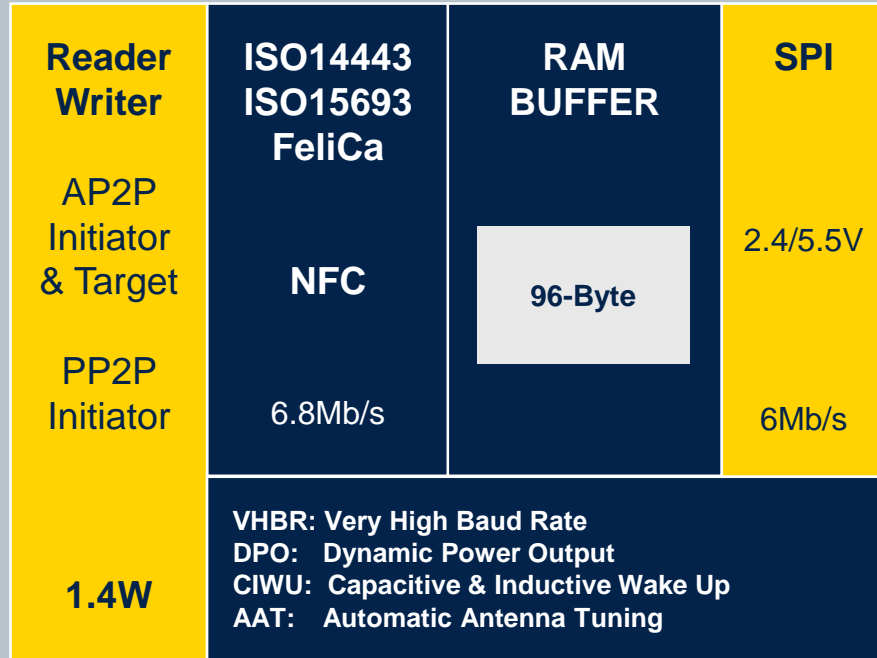 Reader
Writer
AP2P
Initiator
& Target
PP2P
Initiator
1.4W
ISO14443
ISO15693
FeliCa
NFC
6.8Mb/s
RAM
BUFFER
96-Byte
SPI
2.4/5.5V
6Mb/s
VHBR: Very High Baud Rate
DPO: Dynamic Power Output
CIWU: Capacitive & Inductive Wake Up
AAT: Automatic Antenna Tuning